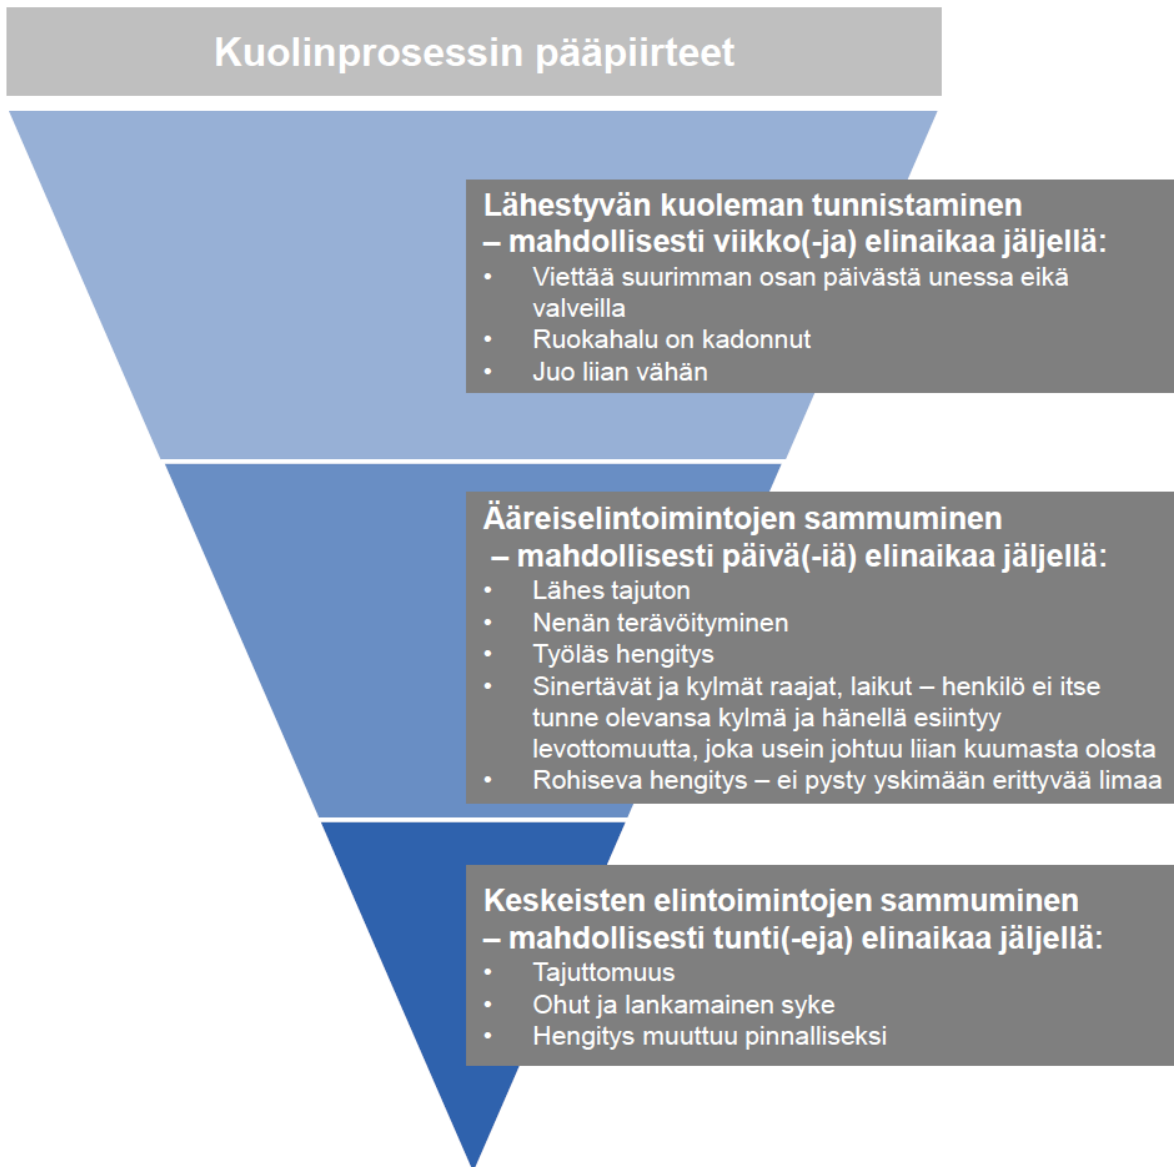 Kuolinprosessin pääpiirteet
Lähestyvän kuoleman tunnistaminen
– mahdollisesti viikko(-ja) elinaikaa jäljellä:
• Viettää suurimman osan päivästä unessa eikä
valveilla
• Ruokahalu on kadonnut
• Juo liian vähän
Ääreiselintoimintojen sammuminen
– mahdollisesti päivä(-iä) elinaikaa jäljellä:
• Lähes tajuton
• Nenän terävöityminen
• Työläs hengitys
• Sinertävät ja kylmät raajat, laikut – henkilö ei itse
tunne olevansa kylmä ja hänellä esiintyy
levottomuutta, joka usein johtuu liian kuumasta olosta
• Rohiseva hengitys – ei pysty yskimään erittyvää limaa
Keskeisten elintoimintojen sammuminen
– mahdollisesti tunti(-eja) elinaikaa jäljellä:
• Tajuttomuus
• Ohut ja lankamainen syke
• Hengitys muuttuu pinnalliseksi